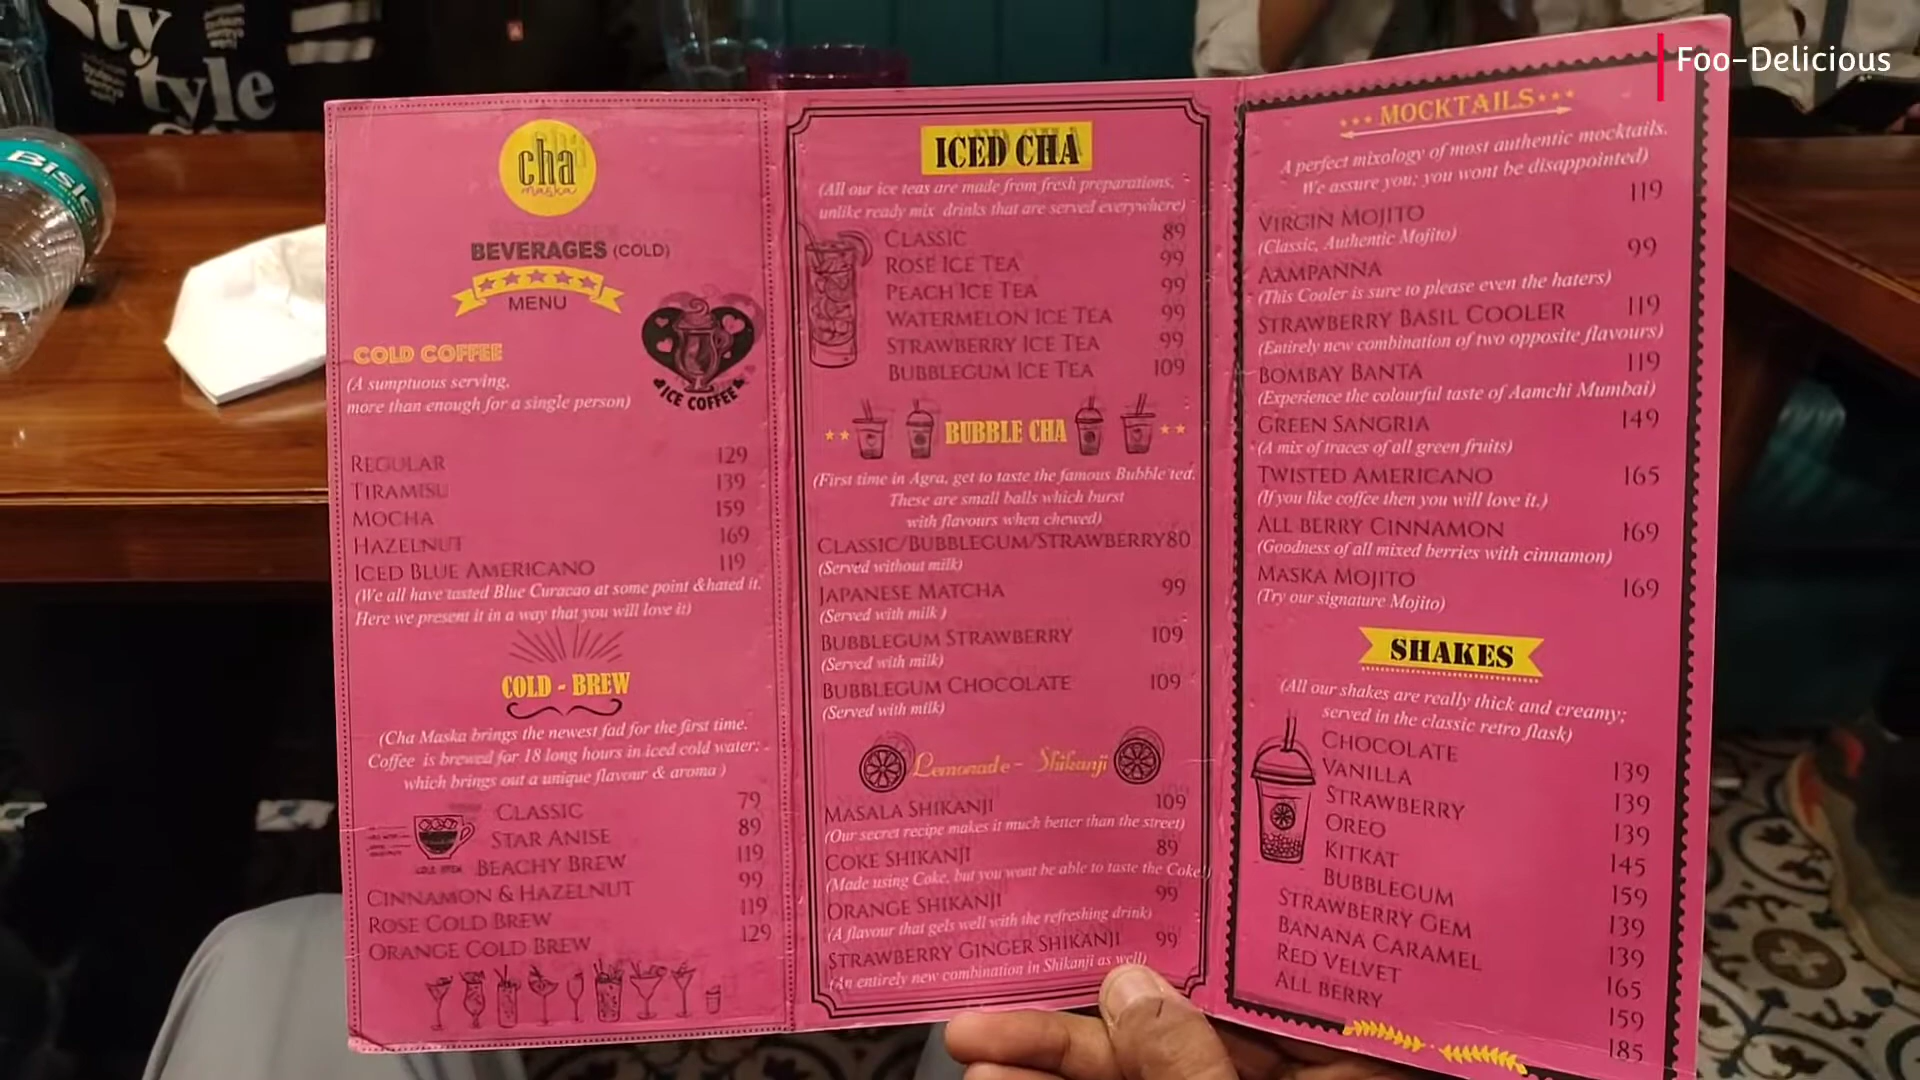 Foo-Delicious
Sty
tyle
Bisl
cha
maska
BEVERAGES (COLD)
MENU
COLD COFFEE
(A sumptuous serving,
more than enough for a single person)
ICE COFFEE
REGULAR 129
TIRAMISU 139
MOCHA 159
HAZELNUT 169
ICED BLUE AMERICANO 119
(We all have tasted Blue Curacao at some point &hated it.
Here we present it in a way that you will love it)
COLD - BREW
(Cha Maska brings the newest fad for the first time.
Coffee is brewed for 18 long hours in iced cold water;
which brings out a unique flavour & aroma )
CLASSIC 79
STAR ANISE 89
BEACHY BREW 119
CINNAMON & HAZELNUT 99
ROSE COLD BREW 119
ORANGE COLD BREW 129
ICED CHA
(All our ice teas are made from fresh preparations,
unlike ready mix drinks that are served everywhere)
CLASSIC 89
ROSE ICE TEA 99
PEACH ICE TEA 99
WATERMELON ICE TEA 99
STRAWBERRY ICE TEA 99
BUBBLEGUM ICE TEA 109
BUBBLE CHA
(First time in Agra, get to taste the famous Bubble tea.
These are small balls which burst
with flavours when chewed)
CLASSIC/BUBBLEGUM/STRAWBERRY80
(Served without milk)
JAPANESE MATCHA 99
(Served with milk )
BUBBLEGUM STRAWBERRY 109
(Served with milk)
BUBBLEGUM CHOCOLATE 109
(Served with milk)
Lemonade - Shikanji
MASALA SHIKANJI 109
(Our secret recipe makes it much better than the street)
COKE SHIKANJI 89
(Made using Coke, but you wont be able to taste the Coke!)
ORANGE SHIKANJI 99
(A flavour that gels well with the refreshing drink)
STRAWBERRY GINGER SHIKANJI 99
(An entirely new combination in Shikanji as well)
MOCKTAILS
A perfect mixology of most authentic mocktails.
We assure you; you wont be disappointed)
VIRGIN MOJITO 119
(Classic, Authentic Mojito)
AAMPANNA 99
(This Cooler is sure to please even the haters)
STRAWBERRY BASIL COOLER 119
(Entirely new combination of two opposite flavours)
BOMBAY BANTA 119
(Experience the colourful taste of Aamchi Mumbai)
GREEN SANGRIA 149
(A mix of traces of all green fruits)
TWISTED AMERICANO 165
(If you like coffee then you will love it.)
ALL BERRY CINNAMON 169
(Goodness of all mixed berries with cinnamon)
MASKA MOJITO 169
(Try our signature Mojito)
SHAKES
(All our shakes are really thick and creamy;
served in the classic retro flask)
CHOCOLATE 139
VANILLA 139
STRAWBERRY 139
OREO 145
KITKAT 159
BUBBLEGUM 139
STRAWBERRY GEM 139
BANANA CARAMEL 165
RED VELVET 159
ALL BERRY 185